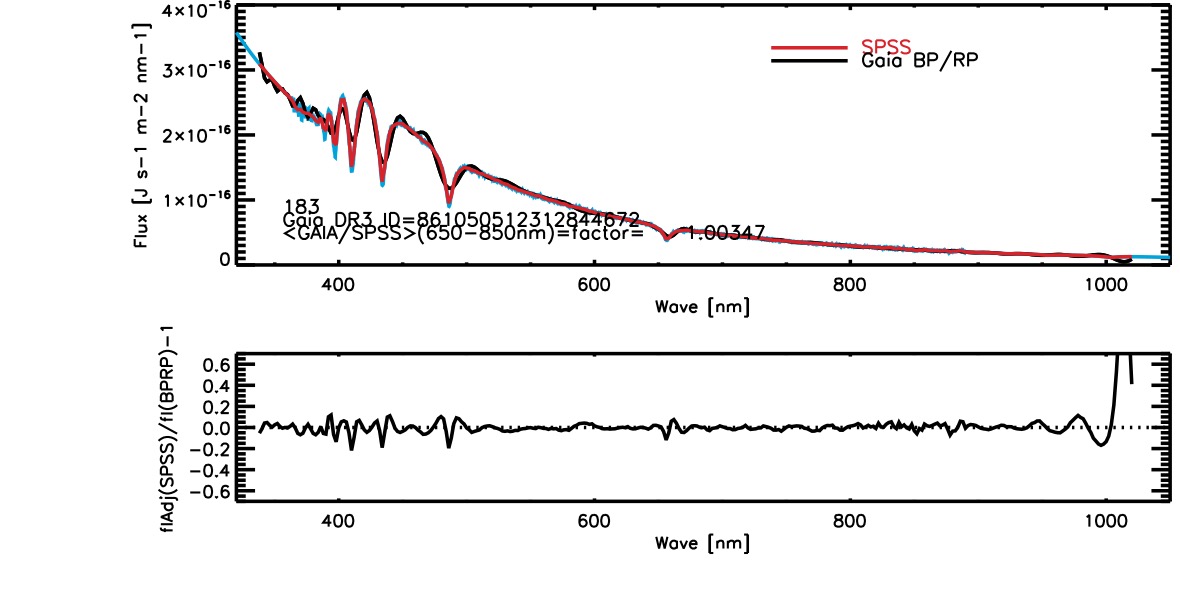 4×10−16
3×10−16
2×10−16
1×10−16
0
Flux [J s−1 m−2 nm−1]
SPSS
Gaia BP/RP
183
Gaia DR3 ID=861050512312844672
<GAIA/SPSS>(650−850nm)=factor= 1.00347
400 600 800 1000
Wave [nm]
flAdj(SPSS)/fl(BPRP)−1
0.6
0.4
0.2
0.0
−0.2
−0.4
−0.6
400 600 800 1000
Wave [nm]